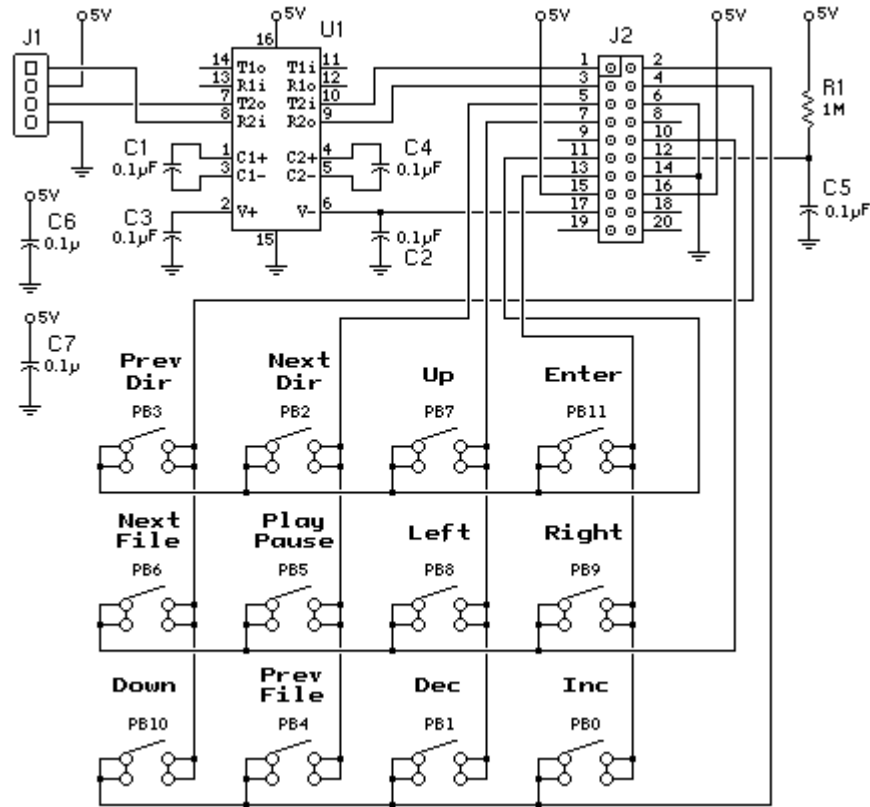 5V
5V
5V
5V
5V
J1
U1
J2
16
14 T1o T1i 11
13 R1i R1o 12
7 T2o T2i 10
8 R2i R2o 9
1 C1+ C2+ 4
3 C1- C2- 5
2 V+ V- 6
15
C1
0.1µF
C4
0.1µF
C3
0.1µF
0.1µF
C2
1 2
3 4
5 6
7 8
9 10
11 12
13 14
15 16
17 18
19 20
R1
1M
C5
0.1µF
5V
C6
0.1µ
5V
C7
0.1µ
Prev
Dir
PB3
Next
Dir
PB2
Up
PB7
Enter
PB11
Next
File
PB6
Play
Pause
PB5
Left
PB8
Right
PB9
Down
PB10
Prev
File
PB4
Dec
PB1
Inc
PB0